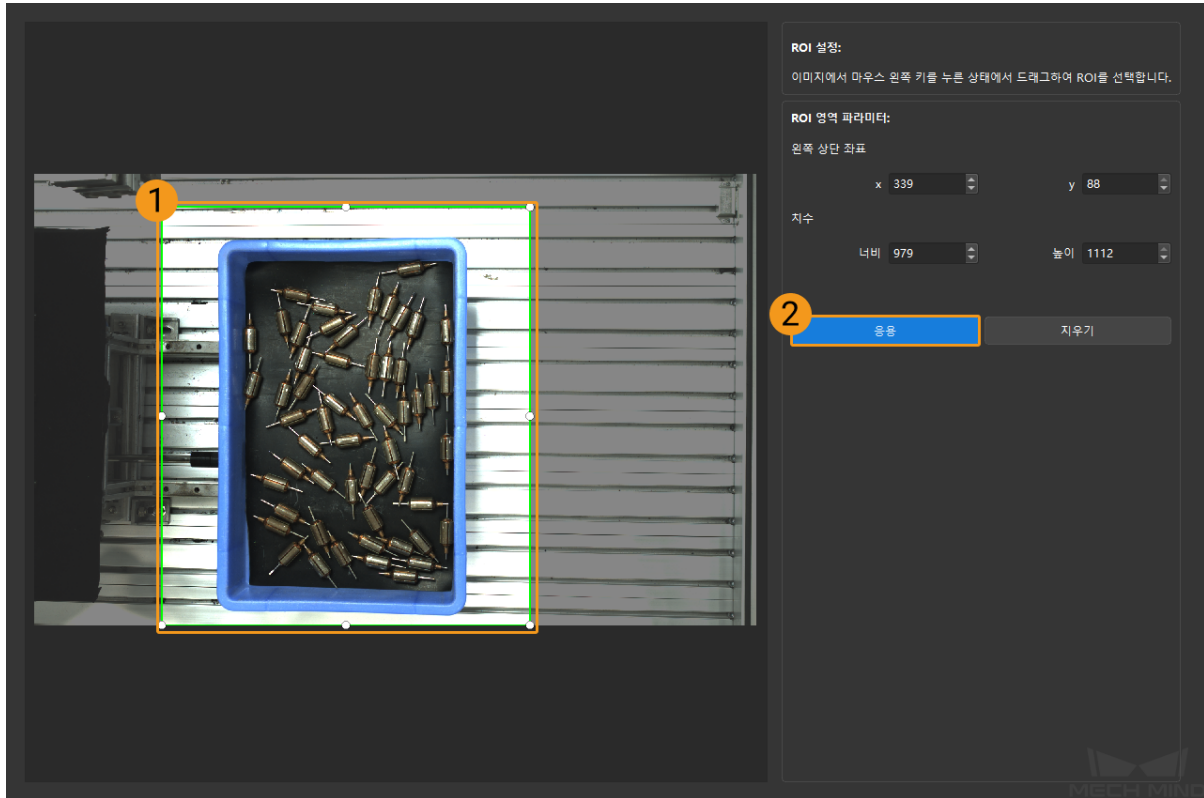 ROI 설정:
이미지에서 마우스 왼쪽 키를 누른 상태에서 드래그하여 ROI를 선택합니다.
ROI 영역 파라미터:
왼쪽 상단 좌표
x 339 y 88
치수
너비 979 높이 1112
1
2
응용 지우기
MECH MIND